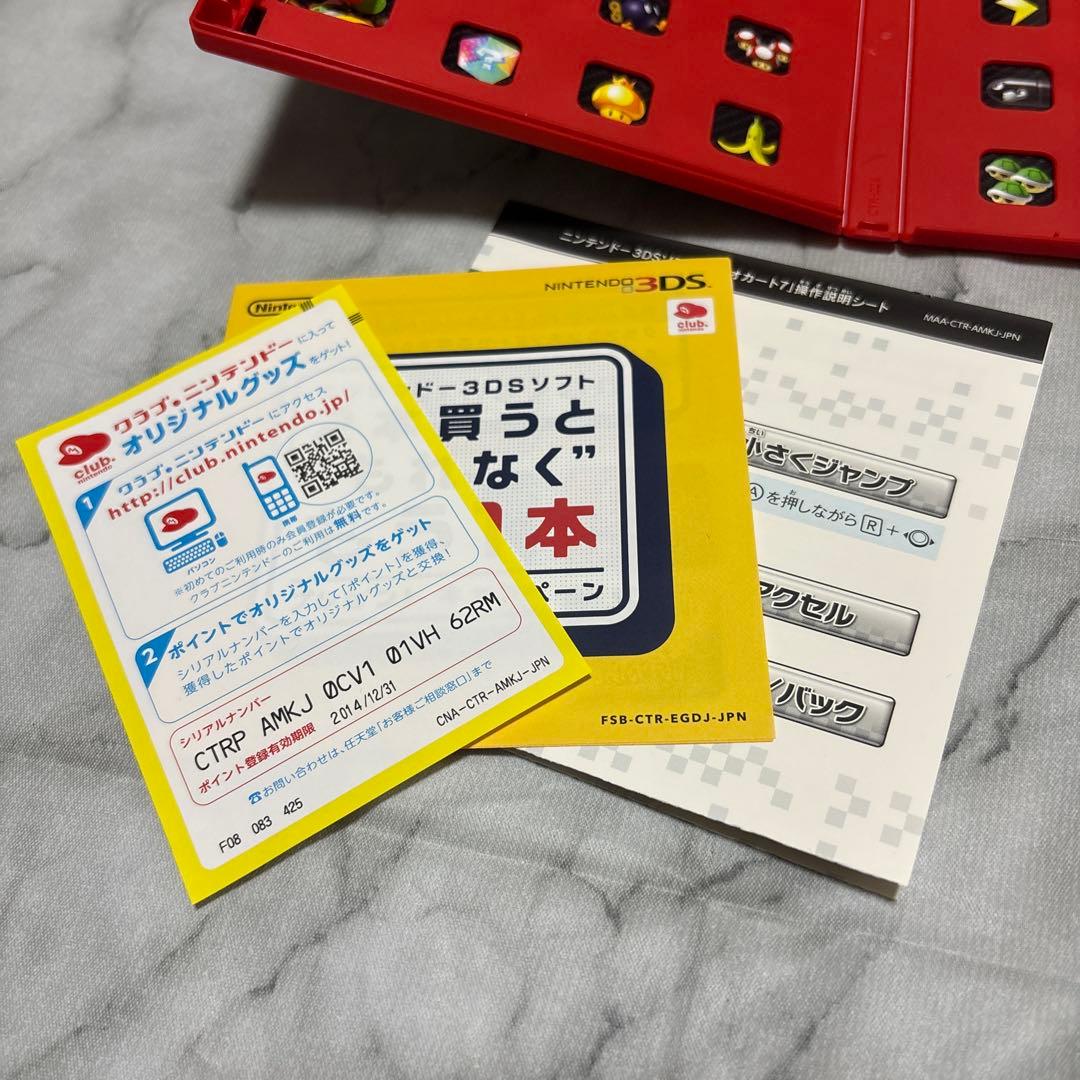 ニンテンドー3DSソ
オカート7」操作説明シート
MAA-CTR-AMKJ-JPN
小さくジャンプ
Ⓐを押しながらR+
アクセル
バック
Ninte
NINTENDO3DS
club.
nintendo
ンドー3DSソフト
買うと
なく”
本
ペーン
FSB-CTR-EGDJ-JPN
クラブ・ニンテンドーに入って
オリジナルグッズをゲット!
club.
nintendo
1 クラブ・ニンテンドーにアクセス
http://club.nintendo.jp/
パソコン
携帯
※初めてのご利用時のみ会員登録が必要です。
クラブニンテンドーのご利用は無料です。
2 ポイントでオリジナルグッズをゲット
シリアルナンバーを入力して「ポイント」を獲得、
獲得したポイントでオリジナルグッズと交換!
シリアルナンバー
CTRP AMKJ 0CV1 01VH 62RM
ポイント登録有効期限 2014/12/31
☎お問い合わせは、任天堂「お客様ご相談窓口」まで
CNA-CTR-AMKJ-JPN
F08 083 425